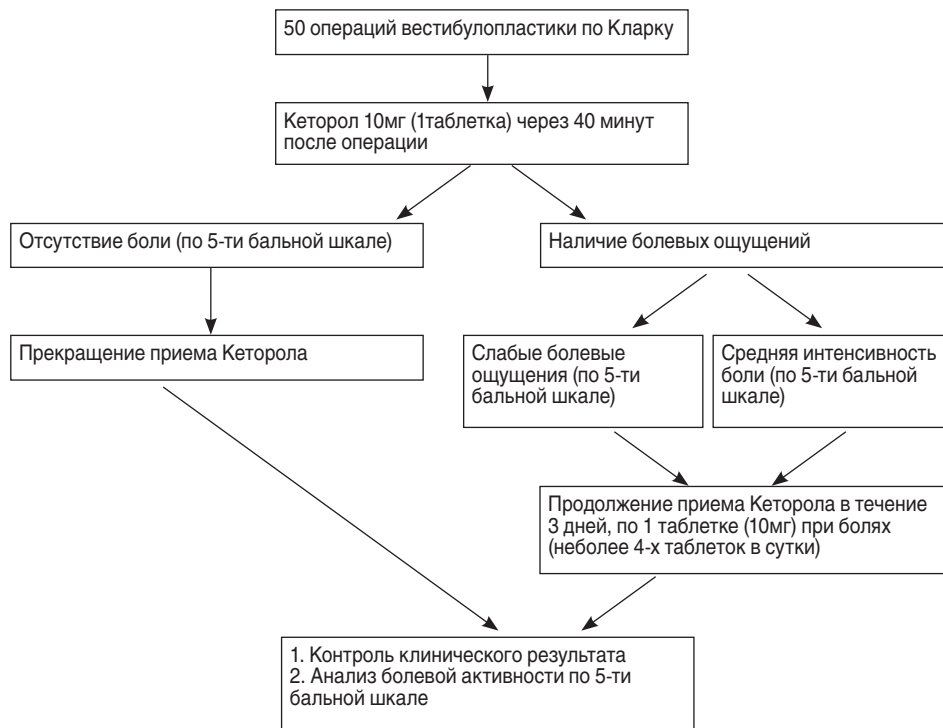 50 операций вестибулопластики по Кларку
Кеторол 10мг (1таблетка) через 40 минут
после операции
Отсутствие боли (по 5-ти бальной шкале)
Наличие болевых ощущений
Прекращение приема Кеторола
Слабые болевые
ощущения (по 5-ти
бальной шкале)
Средняя интенсивность
боли (по 5-ти бальной
шкале)
Продолжение приема Кеторола в течение
3 дней, по 1 таблетке (10мг) при болях
(неболее 4-х таблеток в сутки)
1. Контроль клинического результата
2. Анализ болевой активности по 5-ти
бальной шкале